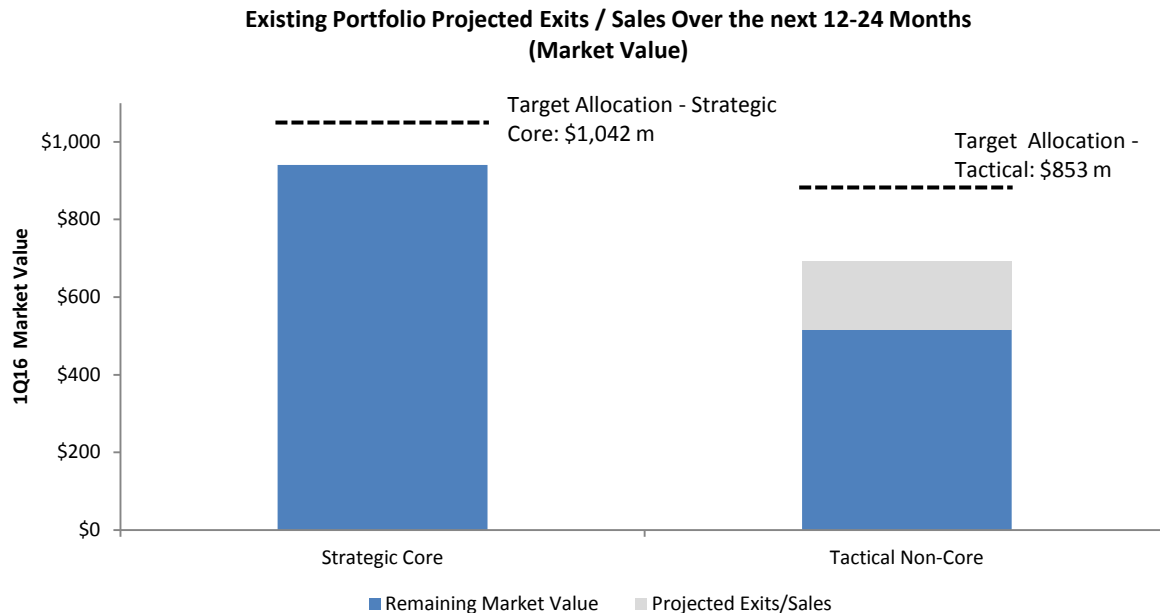 Existing Portfolio Projected Exits / Sales Over the next 12-24 Months
(Market Value)
Target Allocation - Strategic
Core: $1,042 m
Target Allocation -
Tactical: $853 m
1Q16 Market Value
$1,000
$800
$600
$400
$200
$0
Strategic Core
Tactical Non-Core
Remaining Market Value
Projected Exits/Sales